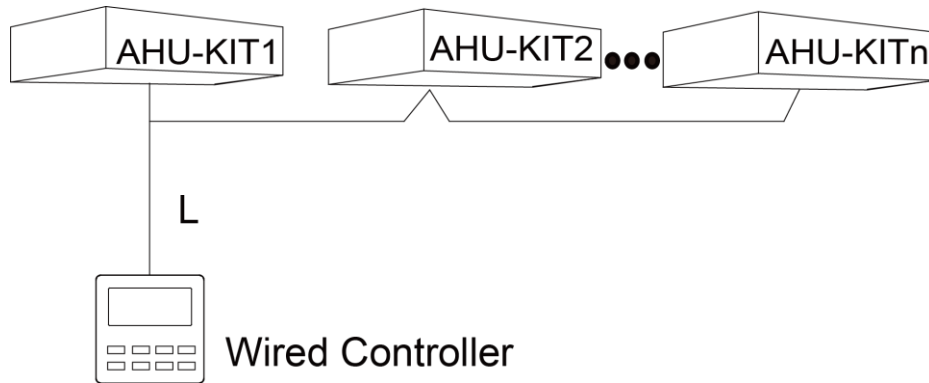 AHU-KIT1
AHU-KIT2
AHU-KITn
L
Wired Controller